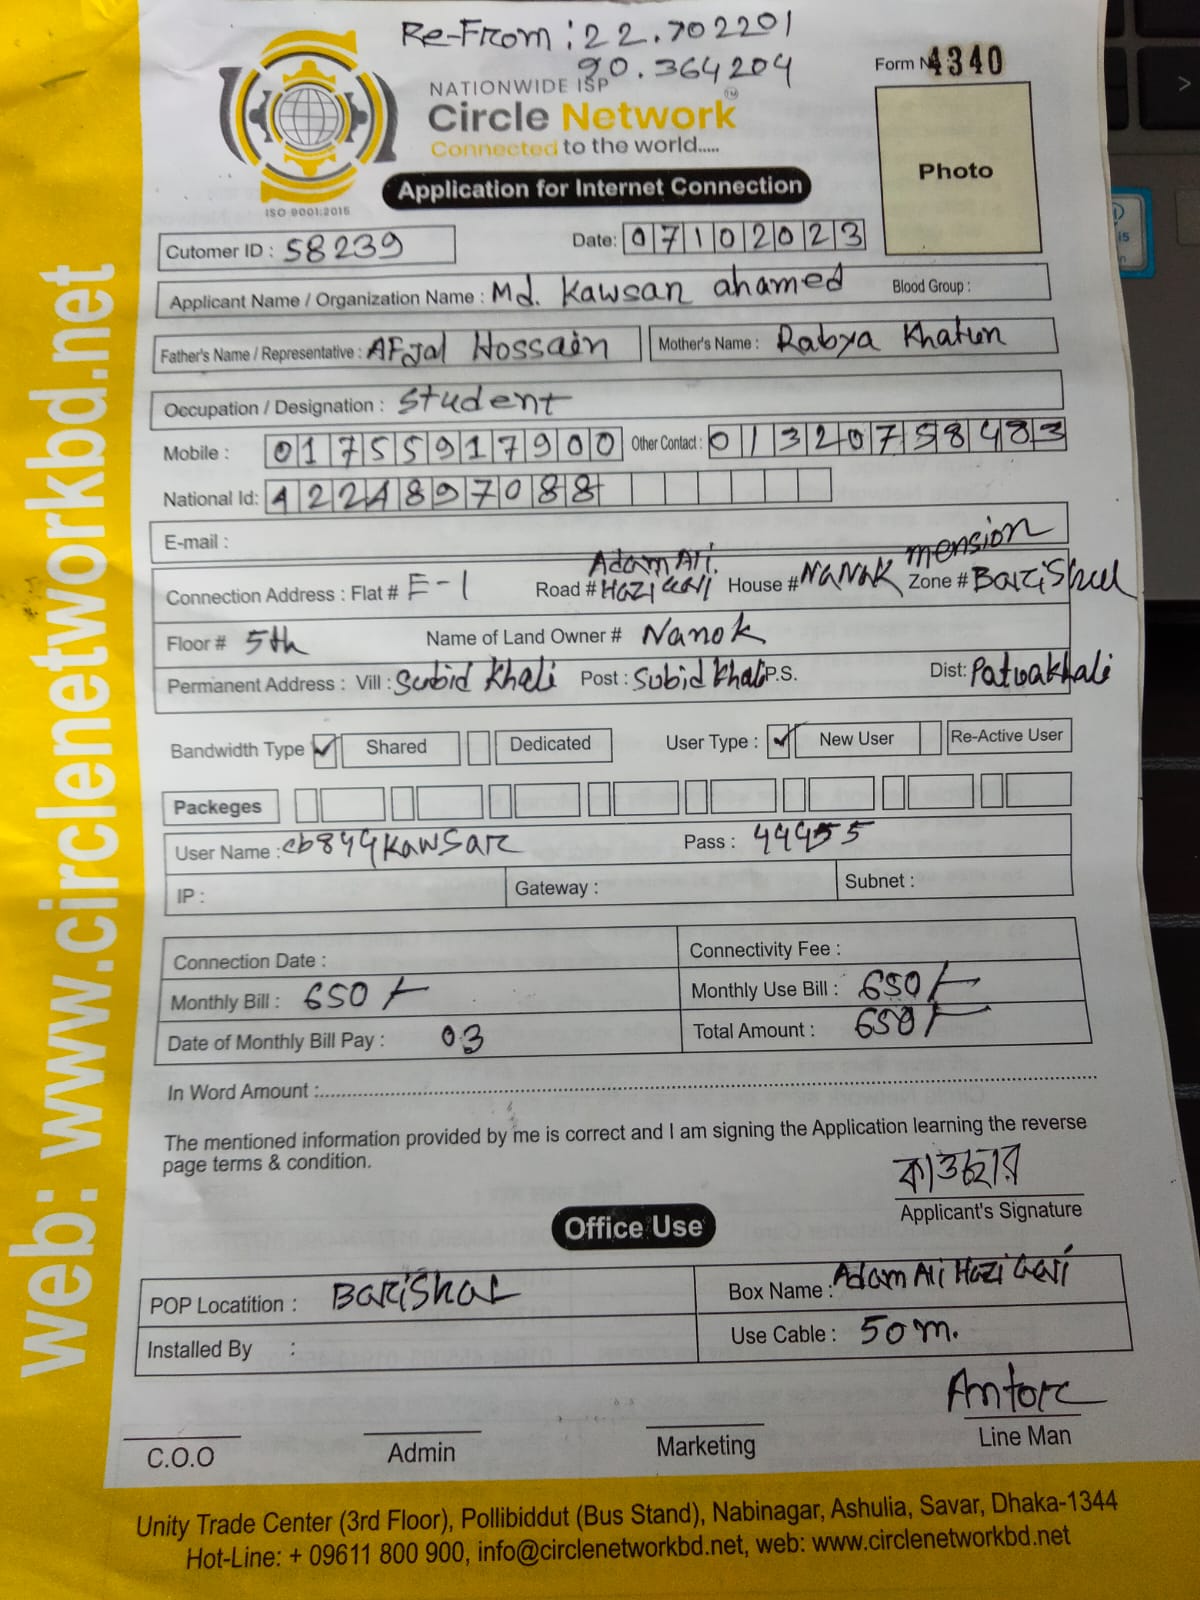 Re-From: 22.702201
90.364204
Form No 4340
NATIONWIDE ISP
Circle Network TM
Connected to the world.....
Photo
Application for Internet Connection
ISO 9001:2015
Cutomer ID : 58239
Date: 07102023
Applicant Name / Organization Name : Md. Kawsan ahamed Blood Group :
Father's Name / Representative : AFjal Hossain Mother's Name : Rabya Khatun
Occupation / Designation : Student
Mobile : 01755917900 Other Contact : 01320758483
National Id: 4224897088
E-mail :
Connection Address : Flat # E-1 Road # Adam Ali. Hazi House # Nanok mension Zone # Barishal
Floor # 5th Name of Land Owner # Nanok
Permanent Address : Vill : Subid Khali Post : Subid Khali P.S. Dist: Patuakhali
Bandwidth Type ✓ Shared Dedicated User Type : ✓ New User Re-Active User
Packeges
User Name : cb844Kawsar Pass : 44455
IP : Gateway : Subnet :
Connection Date : Connectivity Fee :
Monthly Bill : 650/- Monthly Use Bill : 650/-
Date of Monthly Bill Pay : 03 Total Amount : 650/-
In Word Amount :
The mentioned information provided by me is correct and I am signing the Application learning the reverse
page terms & condition.
কাওছার
Applicant's Signature
Office Use
POP Locatition : Barishal Box Name : Adam Ali Hazi
Installed By : Use Cable : 50m.
Antor
C.O.O Admin Marketing Line Man
Unity Trade Center (3rd Floor), Pollibiddut (Bus Stand), Nabinagar, Ashulia, Savar, Dhaka-1344
Hot-Line: + 09611 800 900, info@circlenetworkbd.net, web: www.circlenetworkbd.net
web: www.circlenetworkbd.net